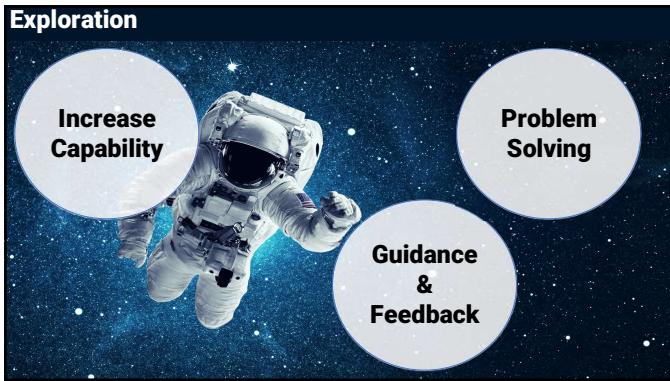 Exploration
Increase
Capability
Problem
Solving
Guidance
&
Feedback